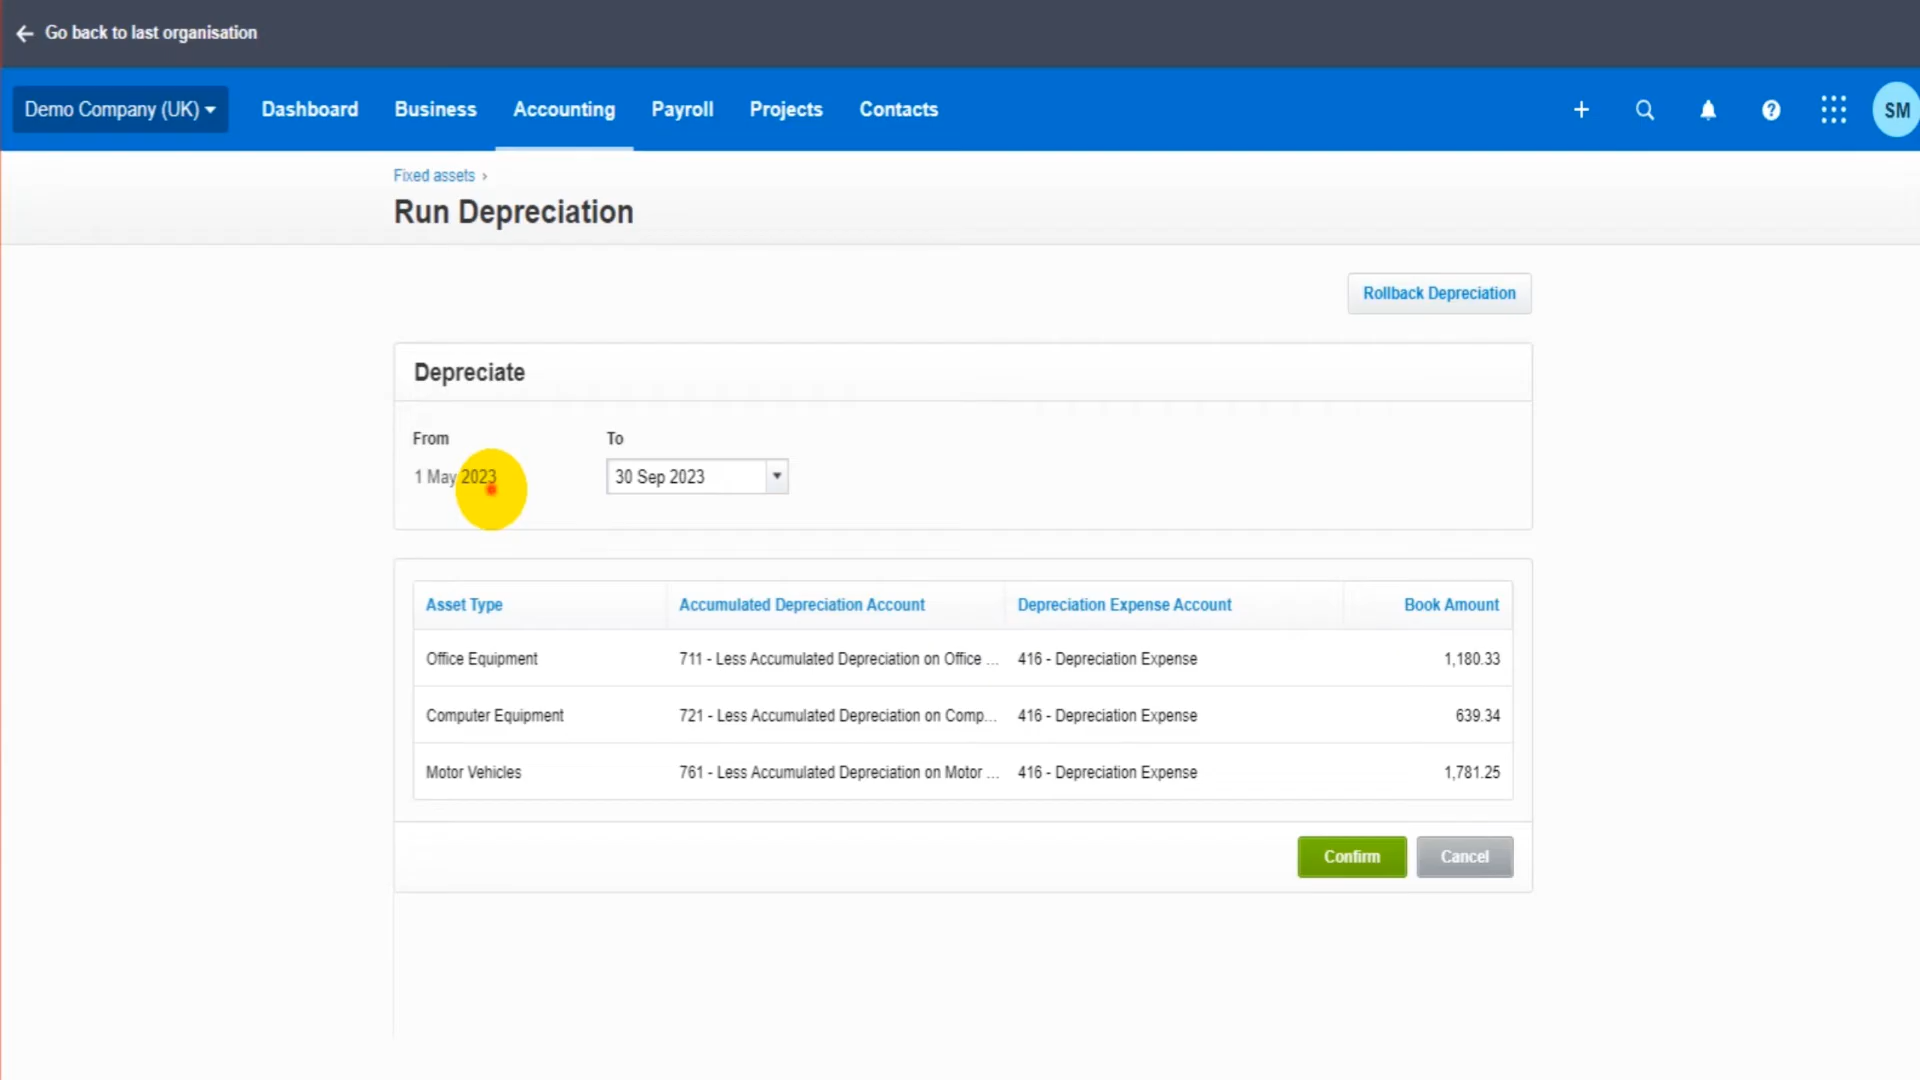 Go back to last organisation
Demo Company (UK) Dashboard Business Accounting Payroll Projects Contacts SM
Fixed assets ›
Run Depreciation
Rollback Depreciation
Depreciate
From To
1 May 2023 30 Sep 2023
Asset Type Accumulated Depreciation Account Depreciation Expense Account Book Amount
Office Equipment 711 - Less Accumulated Depreciation on Office ... 416 - Depreciation Expense 1,180.33
Computer Equipment 721 - Less Accumulated Depreciation on Comp... 416 - Depreciation Expense 639.34
Motor Vehicles 761 - Less Accumulated Depreciation on Motor ... 416 - Depreciation Expense 1,781.25
Confirm Cancel